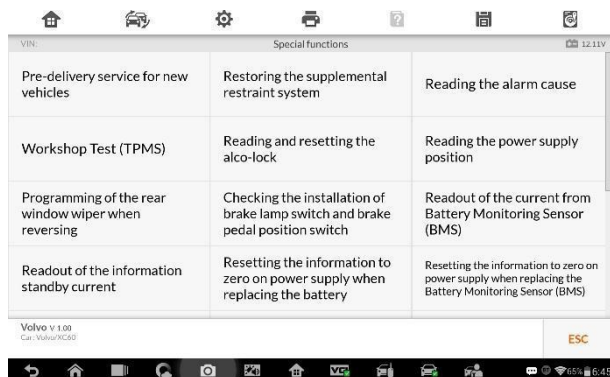 VIN:
Special functions
12.11V
Pre-delivery service for new
vehicles
Restoring the supplemental
restraint system
Reading the alarm cause
Workshop Test (TPMS)
Reading and resetting the
alco-lock
Reading the power supply
position
Programming of the rear
window wiper when
reversing
Checking the installation of
brake lamp switch and brake
pedal position switch
Readout of the current from
Battery Monitoring Sensor
(BMS)
Readout of the information
standby current
Resetting the information to
zero on power supply when
replacing the battery
Resetting the information to zero on
power supply when replacing the
Battery Monitoring Sensor (BMS)
Volvo V 1.00
Car: Volvo/XC60
ESC
65%
6:45